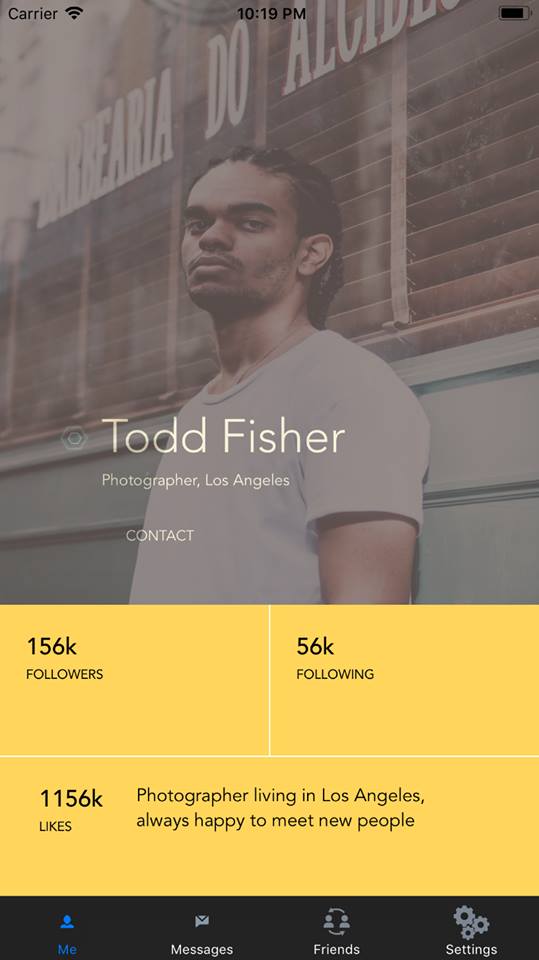 Carrier 10:19 PM
BARBEARIA DO ALCIDES
Todd Fisher
Photographer, Los Angeles
CONTACT
156k
FOLLOWERS
56k
FOLLOWING
1156k
LIKES
Photographer living in Los Angeles,
always happy to meet new people
Me
Messages
Friends
Settings